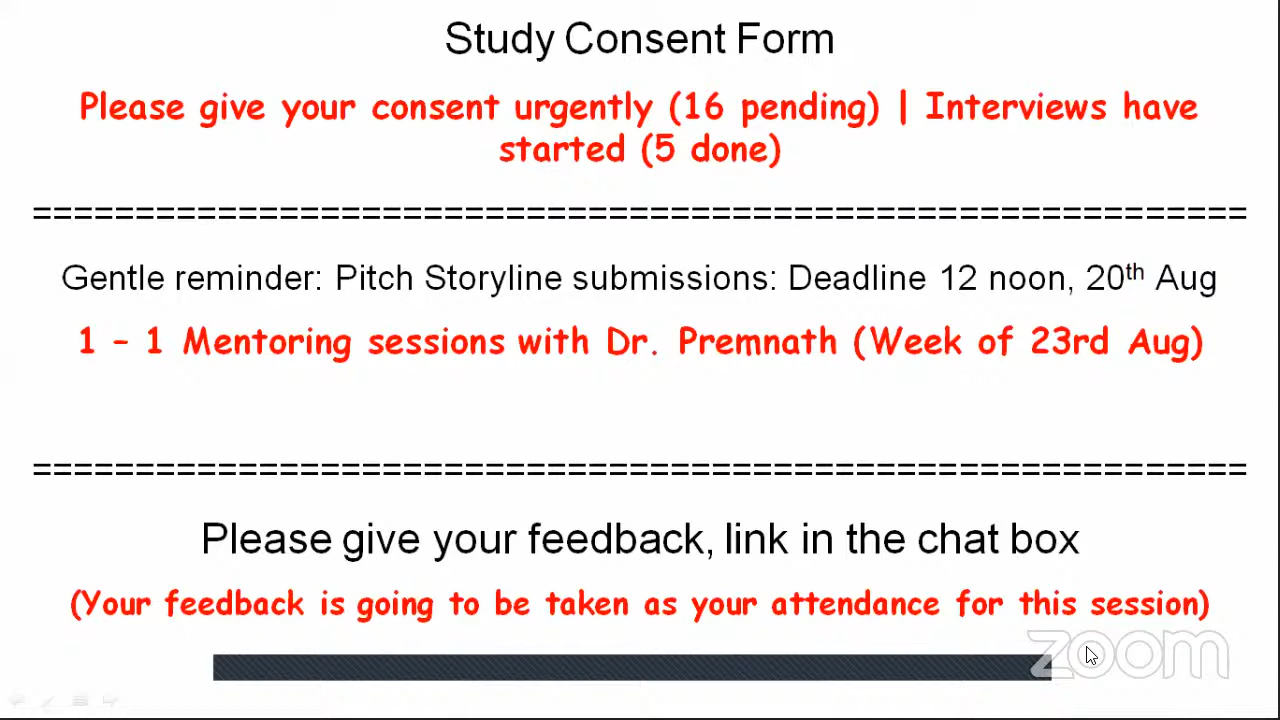 Study Consent Form
Please give your consent urgently (16 pending) | Interviews have
started (5 done)
===========================================================
Gentle reminder: Pitch Storyline submissions: Deadline 12 noon, 20th Aug
1 – 1 Mentoring sessions with Dr. Premnath (Week of 23rd Aug)
===========================================================
Please give your feedback, link in the chat box
(Your feedback is going to be taken as your attendance for this session)
zoom